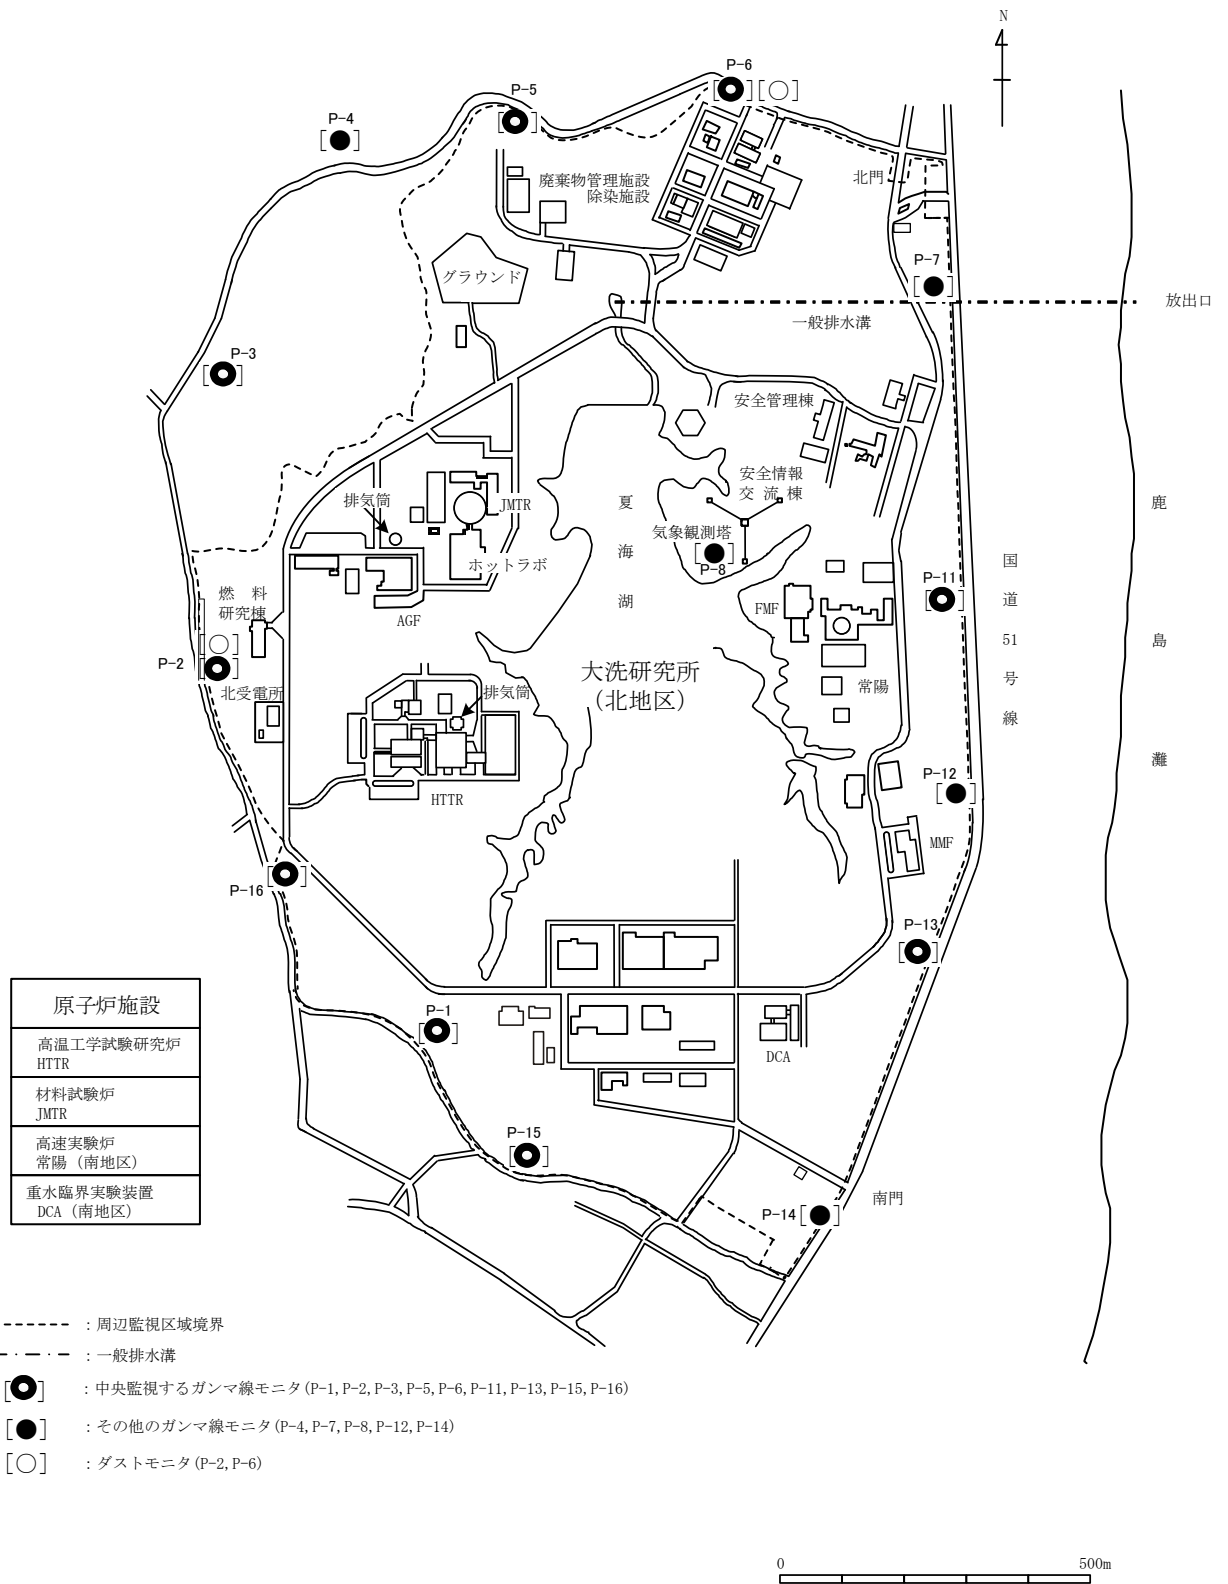 N
P-6
P-5
P-4
北門
廃棄物管理施設
除染施設
P-7
グラウンド
放出口
一般排水溝
P-3
安全管理棟
安全情報
交流棟
排気筒
JMTR
夏海湖
鹿島灘
気象観測塔
P-8
ホットラボ
国道51号線
P-11
燃料
研究棟
AGF
FMF
P-2
大洗研究所
(北地区)
北受電所
排気筒
常陽
P-12
HTTR
MMF
P-16
P-13
原子炉施設
高温工学試験研究炉
HTTR
材料試験炉
JMTR
高速実験炉
常陽 (南地区)
重水臨界実験装置
DCA (南地区)
P-1
DCA
P-15
南門
P-14
:周辺監視区域境界
:一般排水溝
:中央監視するガンマ線モニタ(P-1,P-2,P-3,P-5,P-6,P-11,P-13,P-15,P-16)
:その他のガンマ線モニタ(P-4,P-7,P-8,P-12,P-14)
:ダストモニタ(P-2,P-6)
0 500m